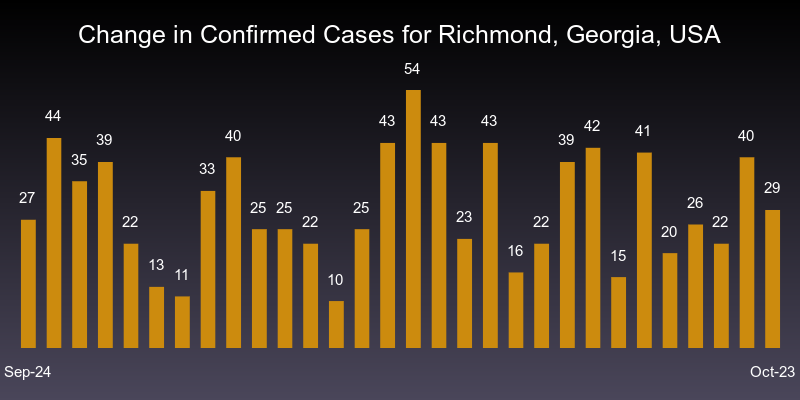 Change in Confirmed Cases for Richmond, Georgia, USA
27 44 35 39 22 13 11 33 40 25 25 22 10 25 43 54 43 23 43 16 22 39 42 15 41 20 26 22 40 29
Sep-24 Oct-23